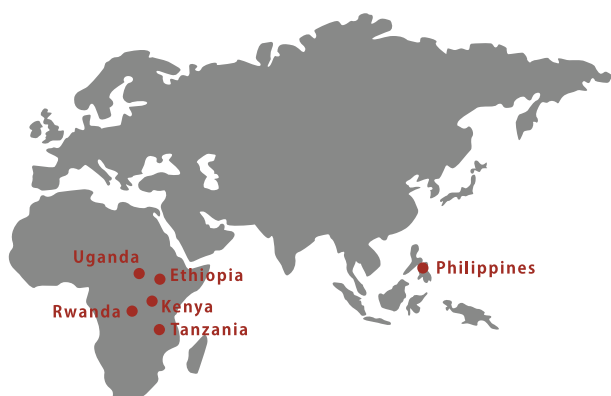 Uganda
Ethiopia
Philippines
Kenya
Rwanda
Tanzania